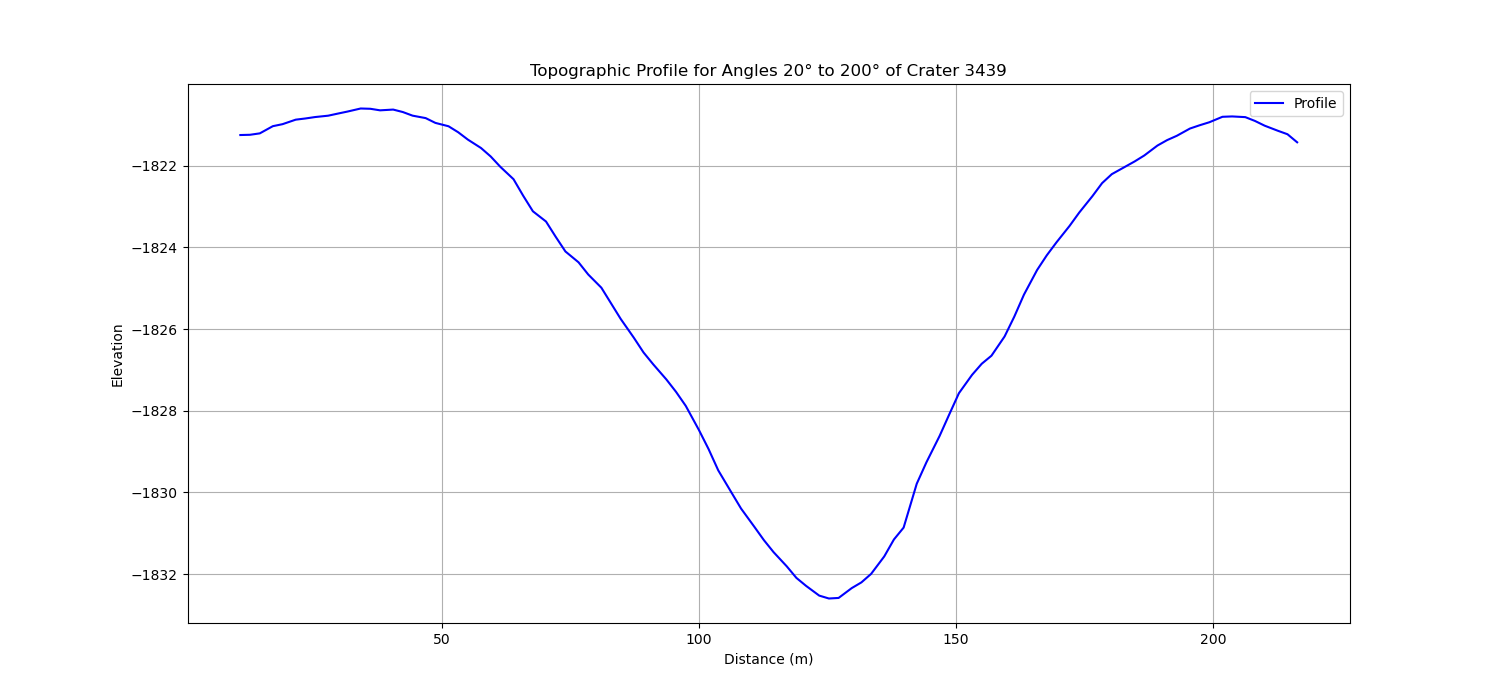 Topographic Profile for Angles 20° to 200° of Crater 3439
Profile
−1822
−1824
−1826
−1828
−1830
−1832
Elevation
50
100
150
200
Distance (m)